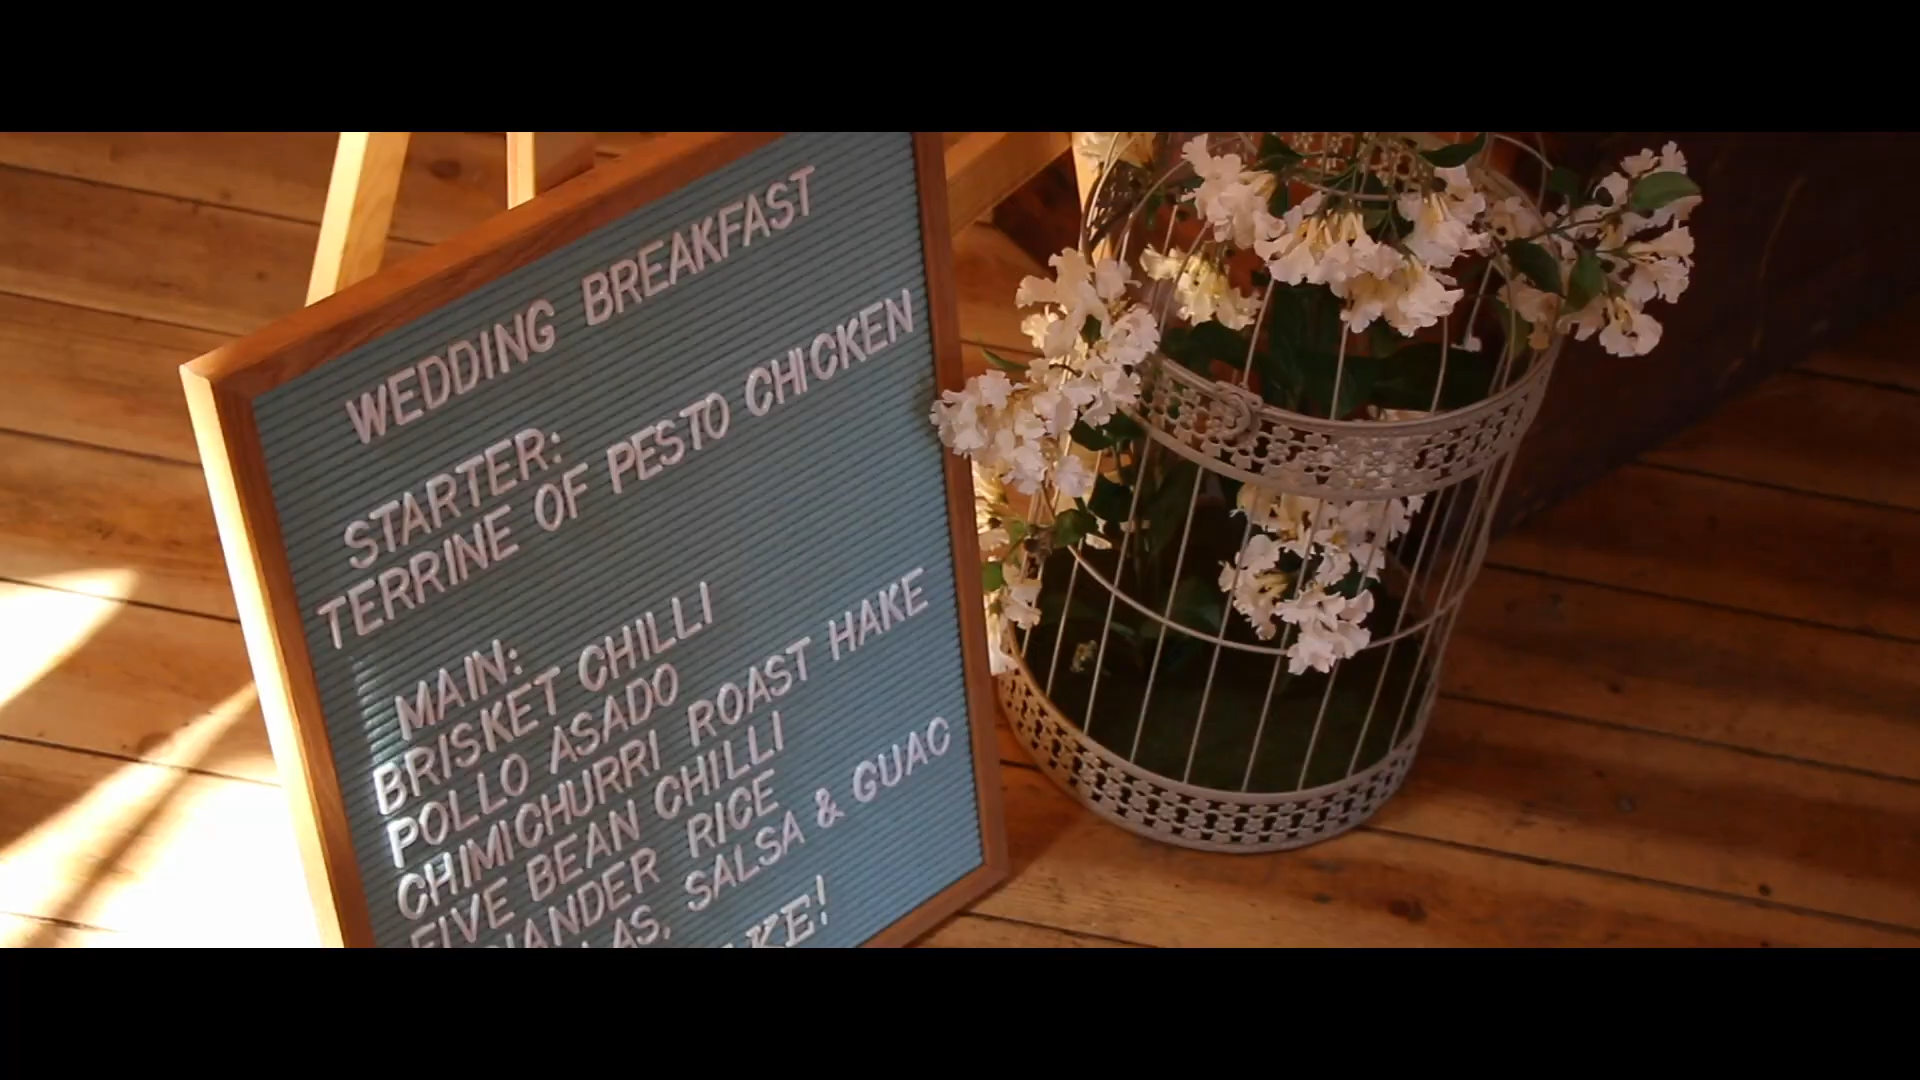 WEDDING BREAKFAST
STARTER:
TERRINE OF PESTO CHICKEN
MAIN:
BRISKET CHILLI
POLLO ASADO
CHIMICHURRI ROAST HAKE
FIVE BEAN CHILLI
RICE
SALSA & GUAC